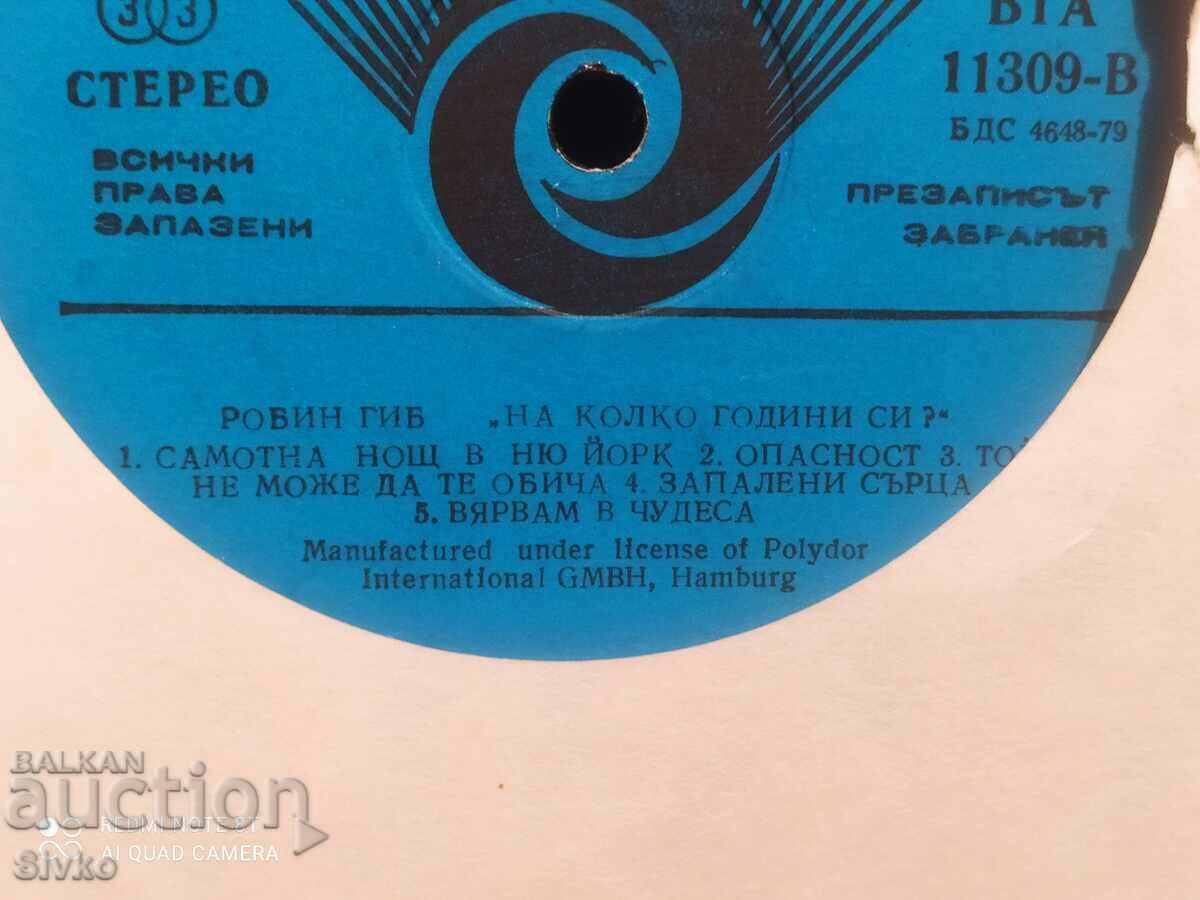 33
СТЕРЕО
ВСИЧКИ
ПРАВА
ЗАПАЗЕНИ
ВТА
11309-В
БДС 4648-79
ПРЕЗАПИСЪТ
ЗАБРАНЕН
РОБИН ГИБ „НА КОЛКО ГОДИНИ СИ?“
1. САМОТНА НОЩ В НЮ ЙОРК 2. ОПАСНОСТ 3.
НЕ МОЖЕ ДА ТЕ ОБИЧА 4. ЗАПАЛЕНИ СЪРЦА
5. ВЯРВАМ В ЧУДЕСА
Manufactured under license of Polydor
International GMBH, Hamburg
BALKAN
auction
REDMI NOTE 8T
AI QUAD CAMERA
Sivko